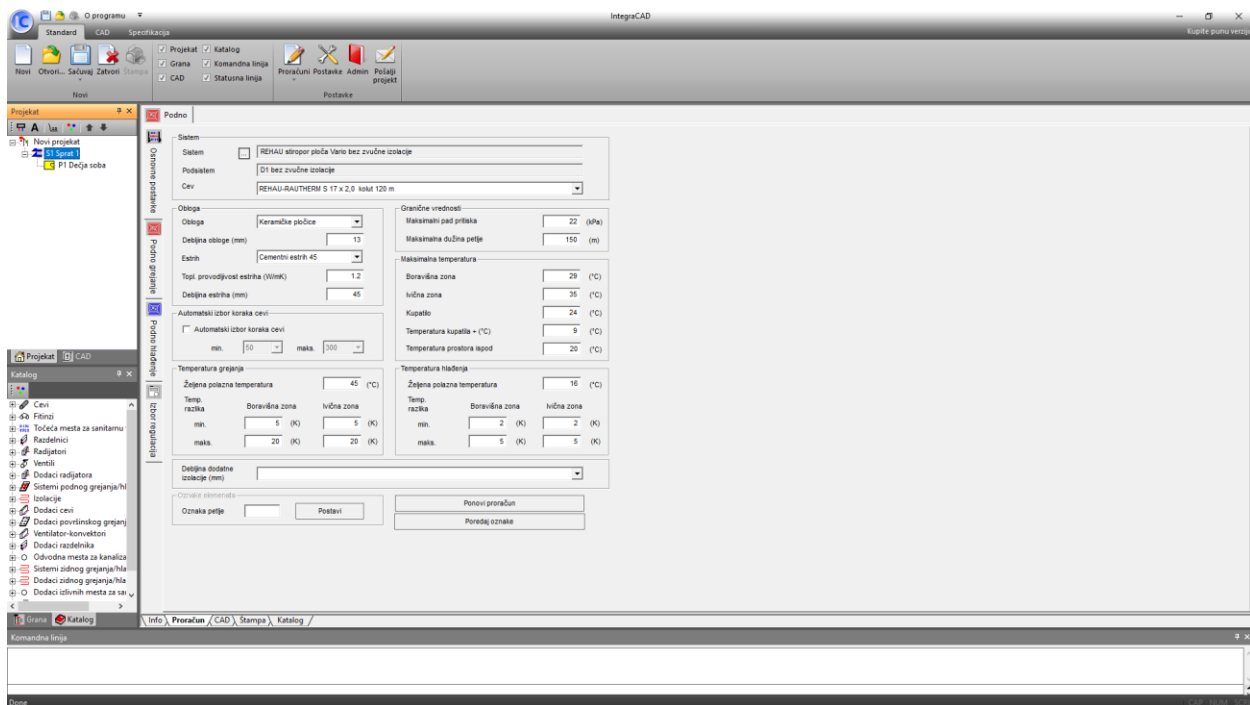 O programu
IntegraCAD
Standard CAD Specifikacija
Kupite punu verziju
Projekat Katalog
Grana Komandna linija
CAD Statusna linija
Novi Otvori... Sačuvaj Zatvori Štampa
Proračuni Postavke Admin Pošalji projekt
Novi
Postavke
Projekat
Novi projekat
S1 Sprat 1
P1 Dečja soba
Projekat CAD
Katalog
Cevi
Fitinzi
Točeća mesta za sanitarnu
Razdelnici
Radijatori
Ventili
Dodaci radijatora
Sistemi podnog grejanja/hl
Izolacije
Dodaci cevi
Dodaci površinskog grejanj
Ventilator-konvektori
Dodaci razdelnika
Odvodna mesta za kanaliza
Sistemi zidnog grejanja/hla
Dodaci zidnog grejanja/hla
Dodaci izlivnih mesta za sai
Grana Katalog
Podno
Osnovne postavke
Podno grejanje
Podno hlađenje
Izbor regulacija
Sistem
Sistem ... REHAU stiropor ploča Vario bez zvučne izolacije
Podsistem D1 bez zvučne izolacije
Cev REHAU-RAUTHERM S 17 x 2,0 kolut 120 m
Obloga
Obloga Keramičke pločice
Debljina obloge (mm) 13
Estrih Cementni estrih 45
Topl. provodljivost estriha (W/mK) 1.2
Debljina estriha (mm) 45
Granične vrednosti
Maksimalni pad pritiska 22 (kPa)
Maksimalna dužina petlje 150 (m)
Maksimalna temperatura
Boravišna zona 29 (°C)
Ivična zona 35 (°C)
Kupatilo 24 (°C)
Temperatura kupatila + (°C) 9 (°C)
Temperatura prostora ispod 20 (°C)
Automatski izbor koraka cevi
Automatski izbor koraka cevi
min. 50 maks. 300
Temperatura grejanja
Željena polazna temperatura 45 (°C)
Temp. razlika Boravišna zona Ivična zona
min. 5 (K) 5 (K)
maks. 20 (K) 20 (K)
Temperatura hlađenja
Željena polazna temperatura 16 (°C)
Temp. razlika Boravišna zona Ivična zona
min. 2 (K) 2 (K)
maks. 5 (K) 5 (K)
Debljina dodatne
izolacije (mm)
Oznake elemenata
Oznaka petlje Postavi
Ponovi proračun
Poredaj oznake
Info Proračun CAD Štampa Katalog
Komandna linija
Done
CAP NUM SCRL